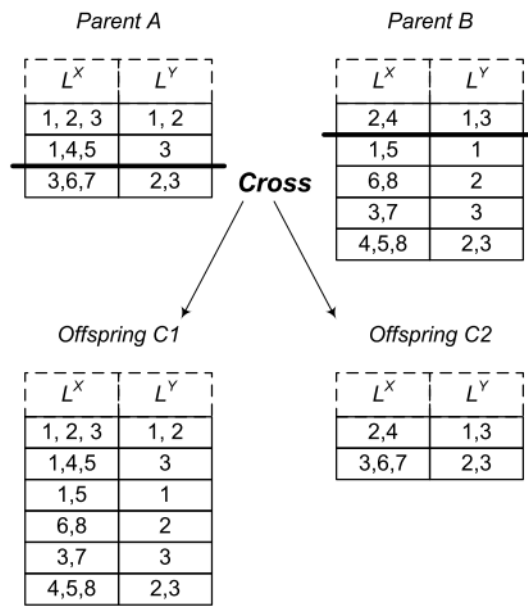 Parent A
L^X L^Y
1, 2, 3 1, 2
1,4,5 3
3,6,7 2,3
Parent B
L^X L^Y
2,4 1,3
1,5 1
6,8 2
3,7 3
4,5,8 2,3
Cross
Offspring C1
L^X L^Y
1, 2, 3 1, 2
1,4,5 3
1,5 1
6,8 2
3,7 3
4,5,8 2,3
Offspring C2
L^X L^Y
2,4 1,3
3,6,7 2,3